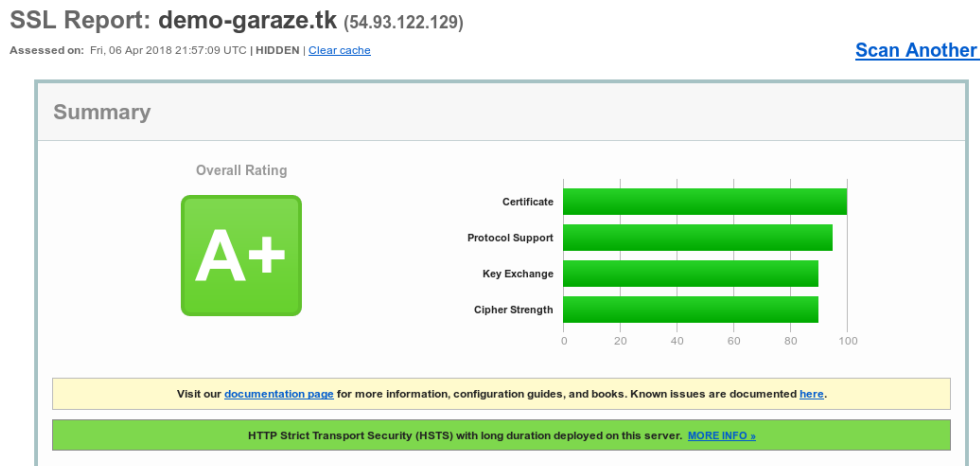 SSL Report: demo-garaze.tk (54.93.122.129)
Assessed on: Fri, 06 Apr 2018 21:57:09 UTC | HIDDEN | Clear cache
Scan Another
Summary
Overall Rating
A+
Certificate
Protocol Support
Key Exchange
Cipher Strength
0 20 40 60 80 100
Visit our documentation page for more information, configuration guides, and books. Known issues are documented here.
HTTP Strict Transport Security (HSTS) with long duration deployed on this server. MORE INFO »